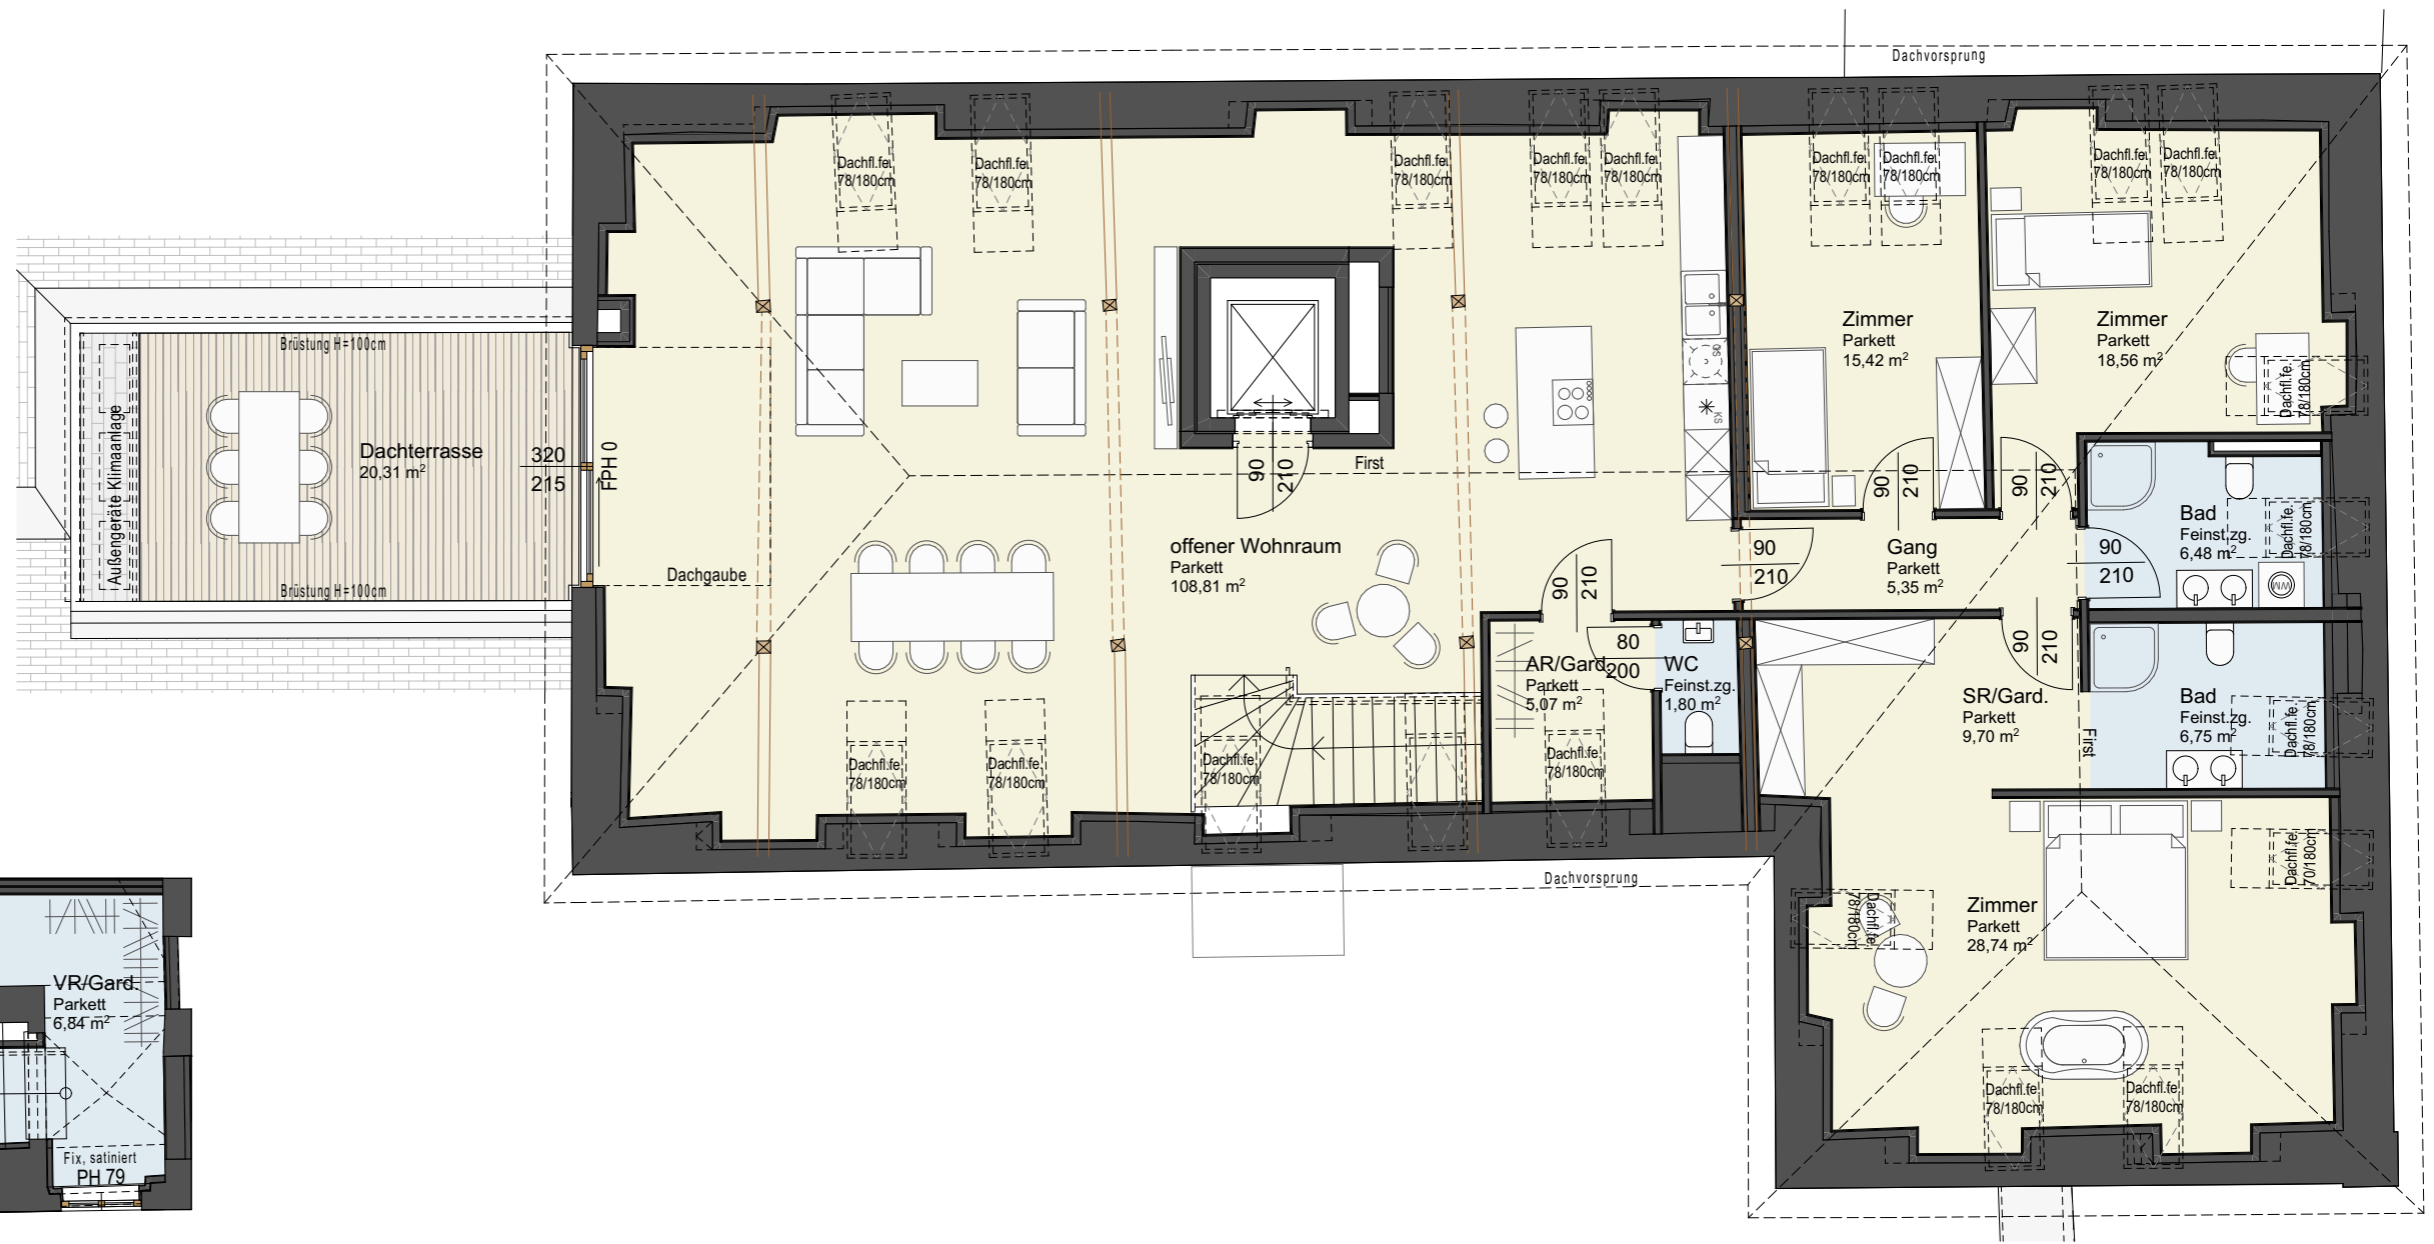 Dachvorsprung
Dachfl.fe.
78/180cm
Dachfl.fe.
78/180cm
Dachfl.fe.
78/180cm
Dachfl.fe.
78/180cm
Dachfl.fe.
78/180cm
Dachfl.fe.
78/180cm
Dachfl.fe.
78/180cm
Dachfl.fe.
78/180cm
Dachfl.fe.
78/180cm
Brüstung H=100cm
Außengeräte Klimaanlage
Dachterrasse
20,31 m²
Brüstung H=100cm
320
215
FPH 0
Dachgaube
90
210
First
GS
KS
offener Wohnraum
Parkett
108,81 m²
Zimmer
Parkett
15,42 m²
Zimmer
Parkett
18,56 m²
Dachfl.fe.
78/180cm
90
210
90
210
90
210
Gang
Parkett
5,35 m²
90
210
Bad
Feinst.zg.
6,48 m²
Dachfl.fe.
78/180cm
WM
90
210
80
200
AR/Gard.
Parkett
5,07 m²
WC
Feinst.zg.
1,80 m²
90
210
SR/Gard.
Parkett
9,70 m²
First
Bad
Feinst.zg.
6,75 m²
Dachfl.fe.
78/180cm
Dachfl.fe.
78/180cm
Dachfl.fe.
78/180cm
Dachfl.fe.
78/180cm
Dachfl.fe.
78/180cm
Dachvorsprung
Dachfl.fe.
78/180cm
Zimmer
Parkett
28,74 m²
Dachfl.fe.
70/180cm
Dachfl.fe.
78/180cm
Dachfl.fe.
78/180cm
VR/Gard.
Parkett
6,84 m²
Fix, satiniert
PH 79